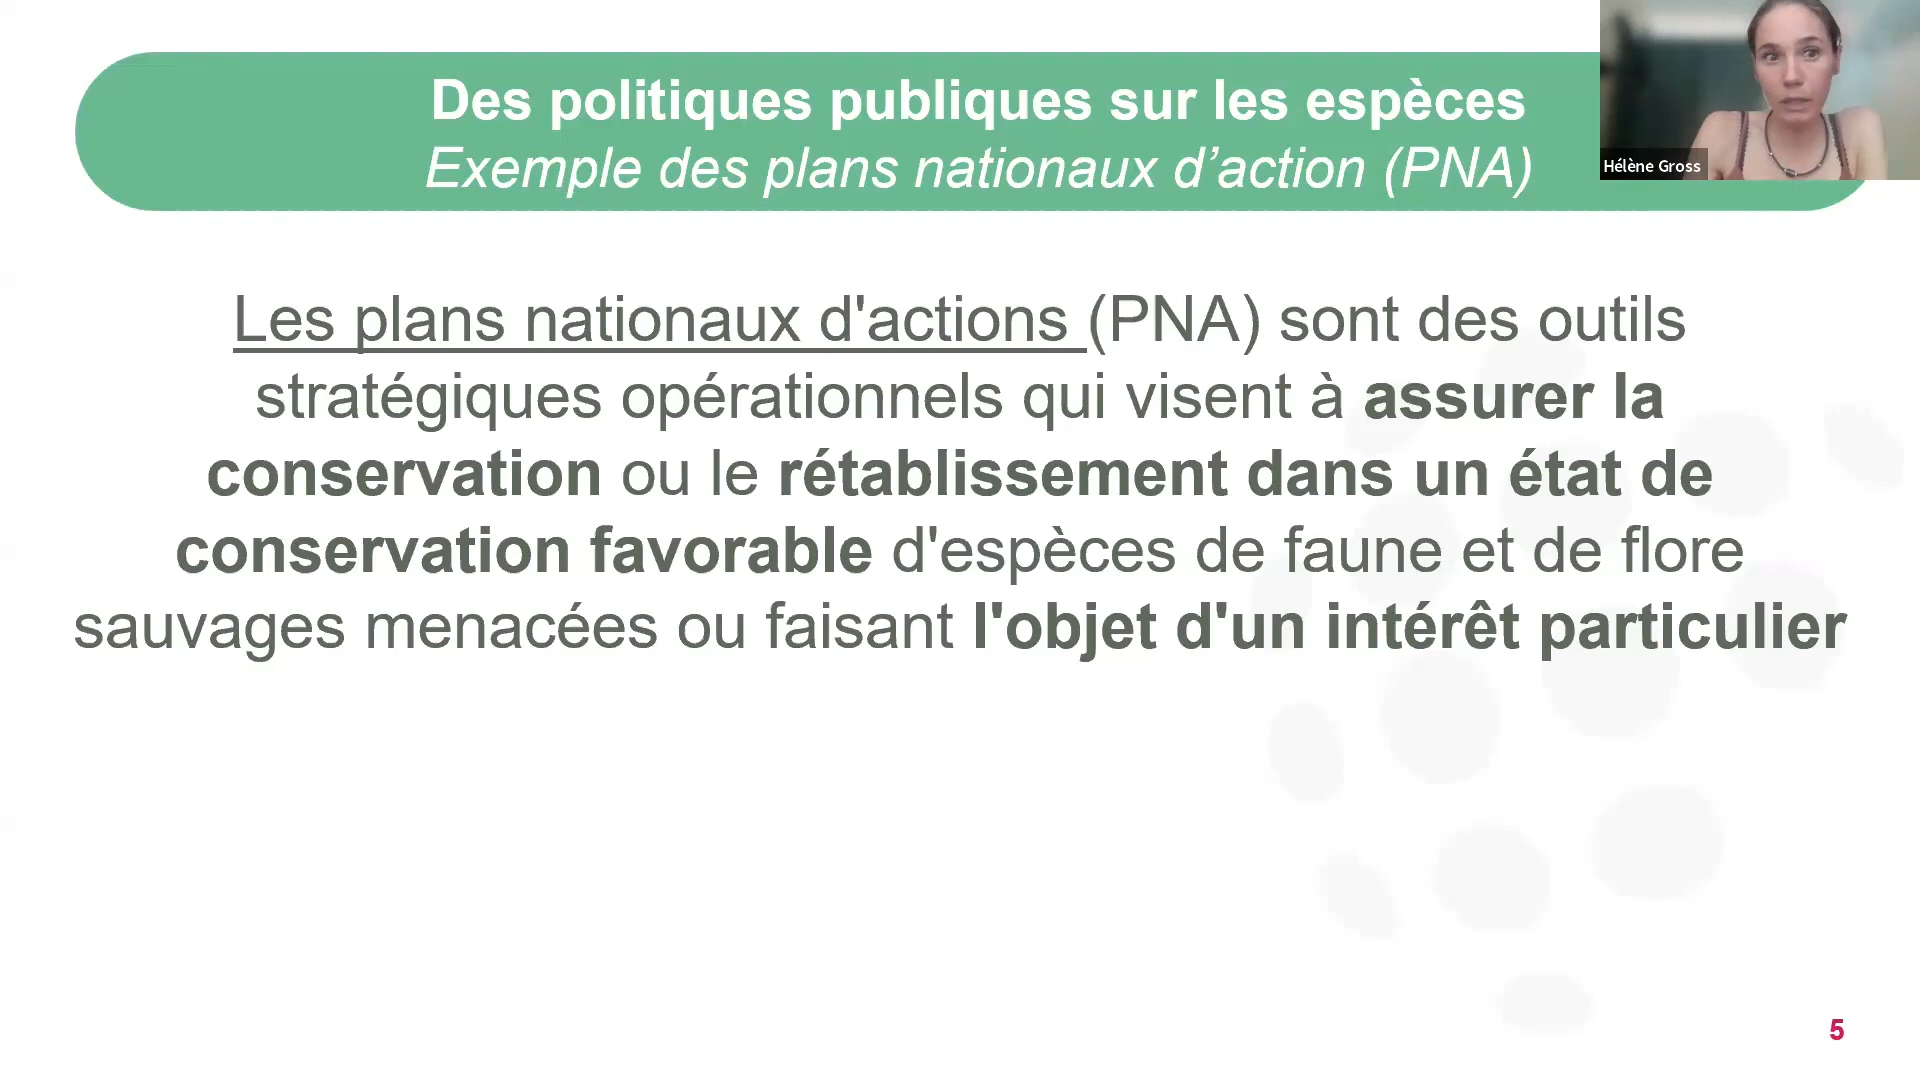 Des politiques publiques sur les espèces
Exemple des plans nationaux d’action (PNA)
Hélène Gross
Les plans nationaux d'actions (PNA) sont des outils
stratégiques opérationnels qui visent à assurer la
conservation ou le rétablissement dans un état de
conservation favorable d'espèces de faune et de flore
sauvages menacées ou faisant l'objet d'un intérêt particulier
5